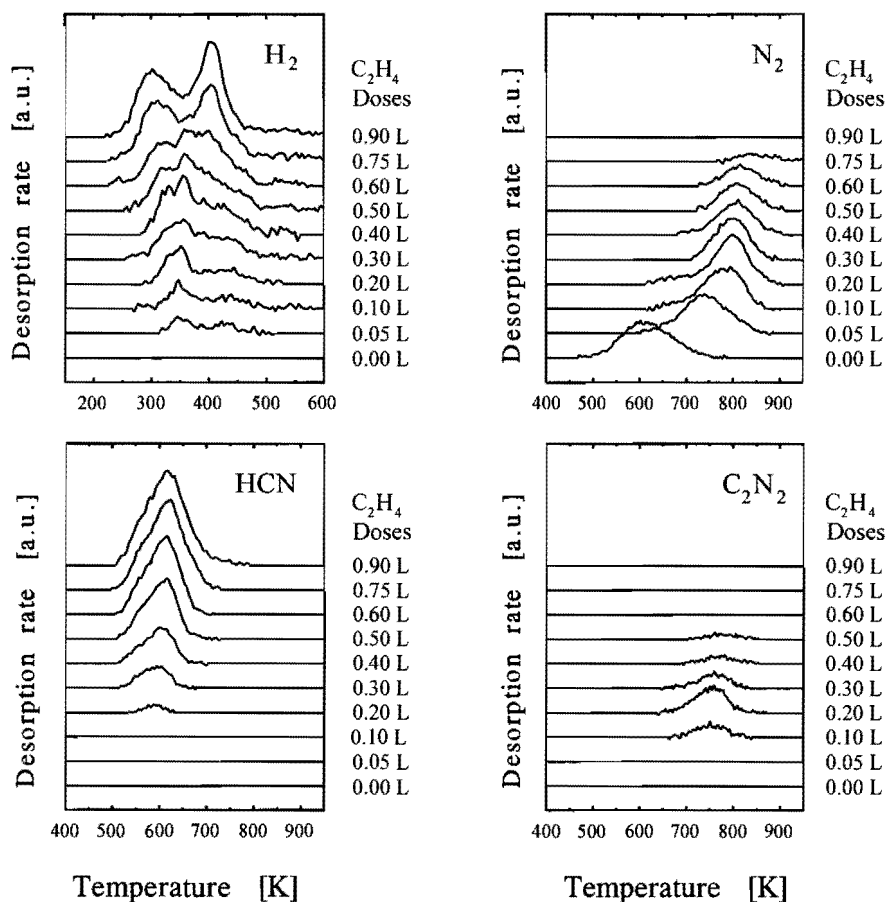 Desorption rate [a.u.]
H2
C2H4
Doses
0.90 L
0.75 L
0.60 L
0.50 L
0.40 L
0.30 L
0.20 L
0.10 L
0.05 L
0.00 L
200 300 400 500 600
Desorption rate [a.u.]
N2
C2H4
Doses
0.90 L
0.75 L
0.60 L
0.50 L
0.40 L
0.30 L
0.20 L
0.10 L
0.05 L
0.00 L
400 500 600 700 800 900
Desorption rate [a.u.]
HCN
C2H4
Doses
0.90 L
0.75 L
0.60 L
0.50 L
0.40 L
0.30 L
0.20 L
0.10 L
0.05 L
0.00 L
400 500 600 700 800 900
Temperature [K]
Desorption rate [a.u.]
C2N2
C2H4
Doses
0.90 L
0.75 L
0.60 L
0.50 L
0.40 L
0.30 L
0.20 L
0.10 L
0.05 L
0.00 L
400 500 600 700 800 900
Temperature [K]